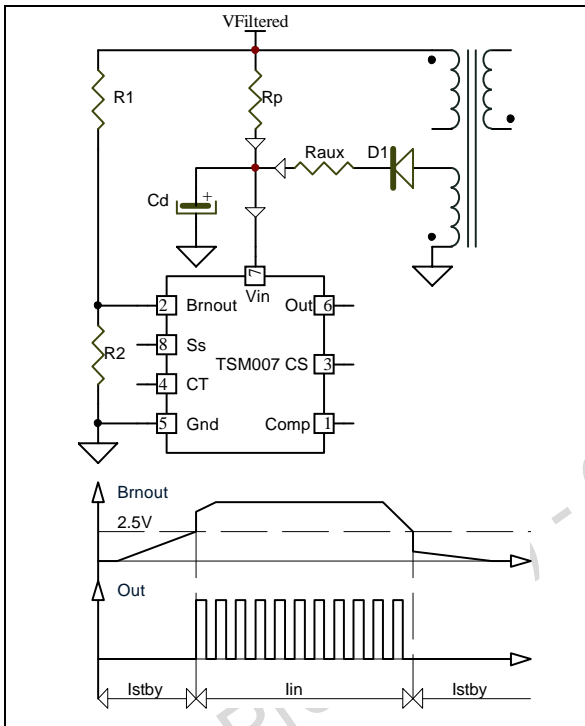 VFiltered
R1
Rp
Raux
D1
Cd
+
7
Vin
2 Brnout
Out 6
8 Ss
R2
TSM007 CS 3
4 CT
5 Gnd
Comp 1
Brnout
2.5V
Out
Istby
Iin
Istby